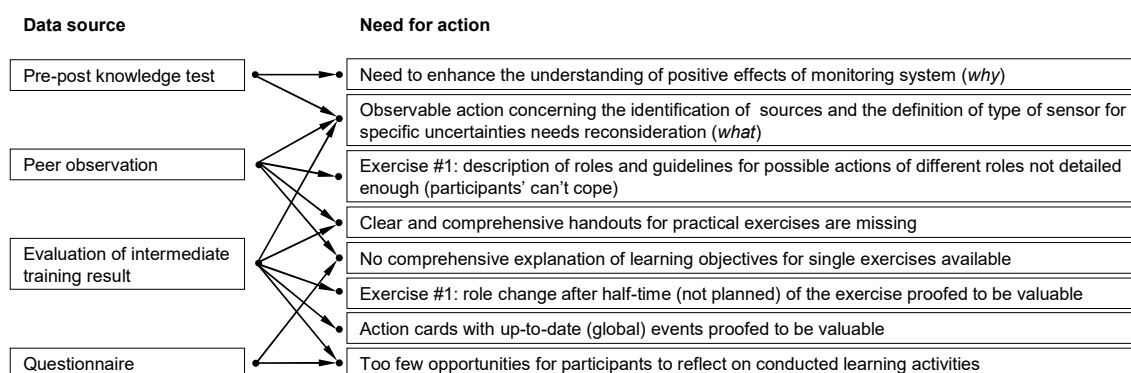 Data source
Need for action
Pre-post knowledge test
Need to enhance the understanding of positive effects of monitoring system (why)
Observable action concerning the identification of sources and the definition of type of sensor for
specific uncertainties needs reconsideration (what)
Peer observation
Exercise #1: description of roles and guidelines for possible actions of different roles not detailed
enough (participants' can't cope)
Clear and comprehensive handouts for practical exercises are missing
Evaluation of intermediate
training result
No comprehensive explanation of learning objectives for single exercises available
Exercise #1: role change after half-time (not planned) of the exercise proofed to be valuable
Action cards with up-to-date (global) events proofed to be valuable
Questionnaire
Too few opportunities for participants to reflect on conducted learning activities